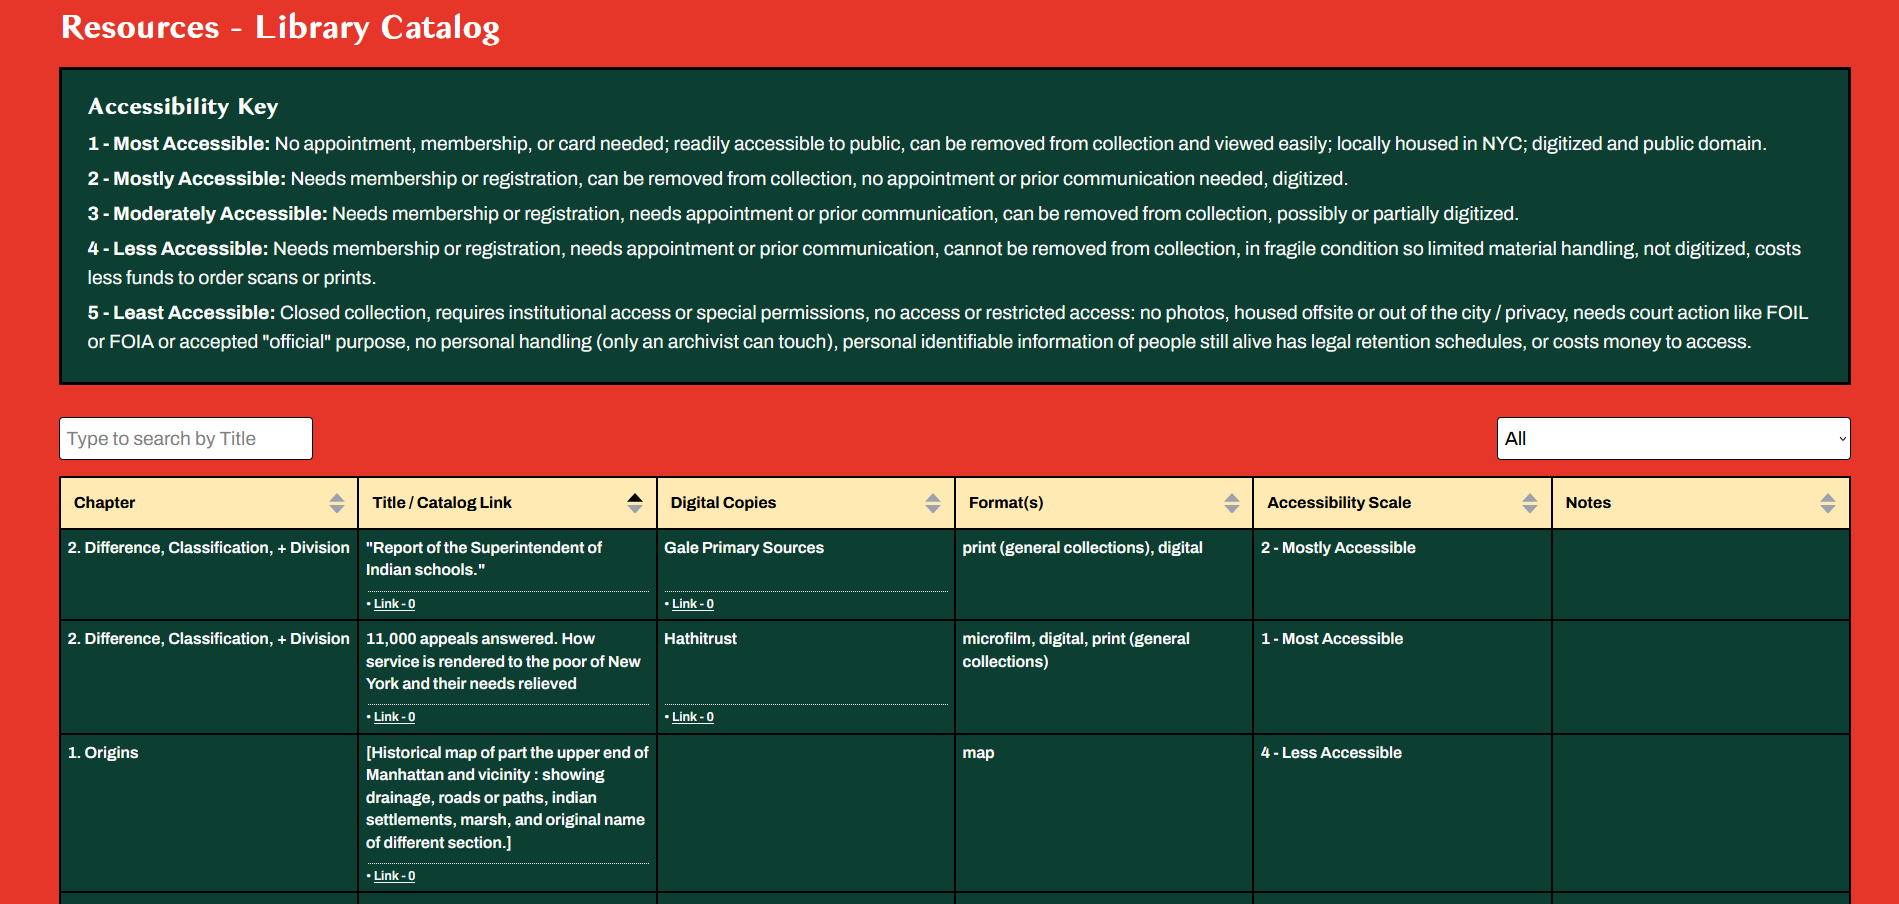 Resources - Library Catalog
Accessibility Key
1 - Most Accessible: No appointment, membership, or card needed; readily accessible to public, can be removed from collection and viewed easily; locally housed in NYC; digitized and public domain.
2 - Mostly Accessible: Needs membership or registration, can be removed from collection, no appointment or prior communication needed, digitized.
3 - Moderately Accessible: Needs membership or registration, needs appointment or prior communication, can be removed from collection, possibly or partially digitized.
4 - Less Accessible: Needs membership or registration, needs appointment or prior communication, cannot be removed from collection, in fragile condition so limited material handling, not digitized, costs
less funds to order scans or prints.
5 - Least Accessible: Closed collection, requires institutional access or special permissions, no access or restricted access: no photos, housed offsite or out of the city / privacy, needs court action like FOIL
or FOIA or accepted "official" purpose, no personal handling (only an archivist can touch), personal identifiable information of people still alive has legal retention schedules, or costs money to access.
Type to search by Title
All
Chapter
Title / Catalog Link
Digital Copies
Format(s)
Accessibility Scale
Notes
2. Difference, Classification, + Division
"Report of the Superintendent of
Indian schools."
• Link - 0
Gale Primary Sources
• Link - 0
print (general collections), digital
2 - Mostly Accessible
2. Difference, Classification, + Division
11,000 appeals answered. How
service is rendered to the poor of New
York and their needs relieved
• Link - 0
Hathitrust
• Link - 0
microfilm, digital, print (general
collections)
1 - Most Accessible
1. Origins
[Historical map of part the upper end of
Manhattan and vicinity : showing
drainage, roads or paths, indian
settlements, marsh, and original name
of different section.]
• Link - 0
map
4 - Less Accessible